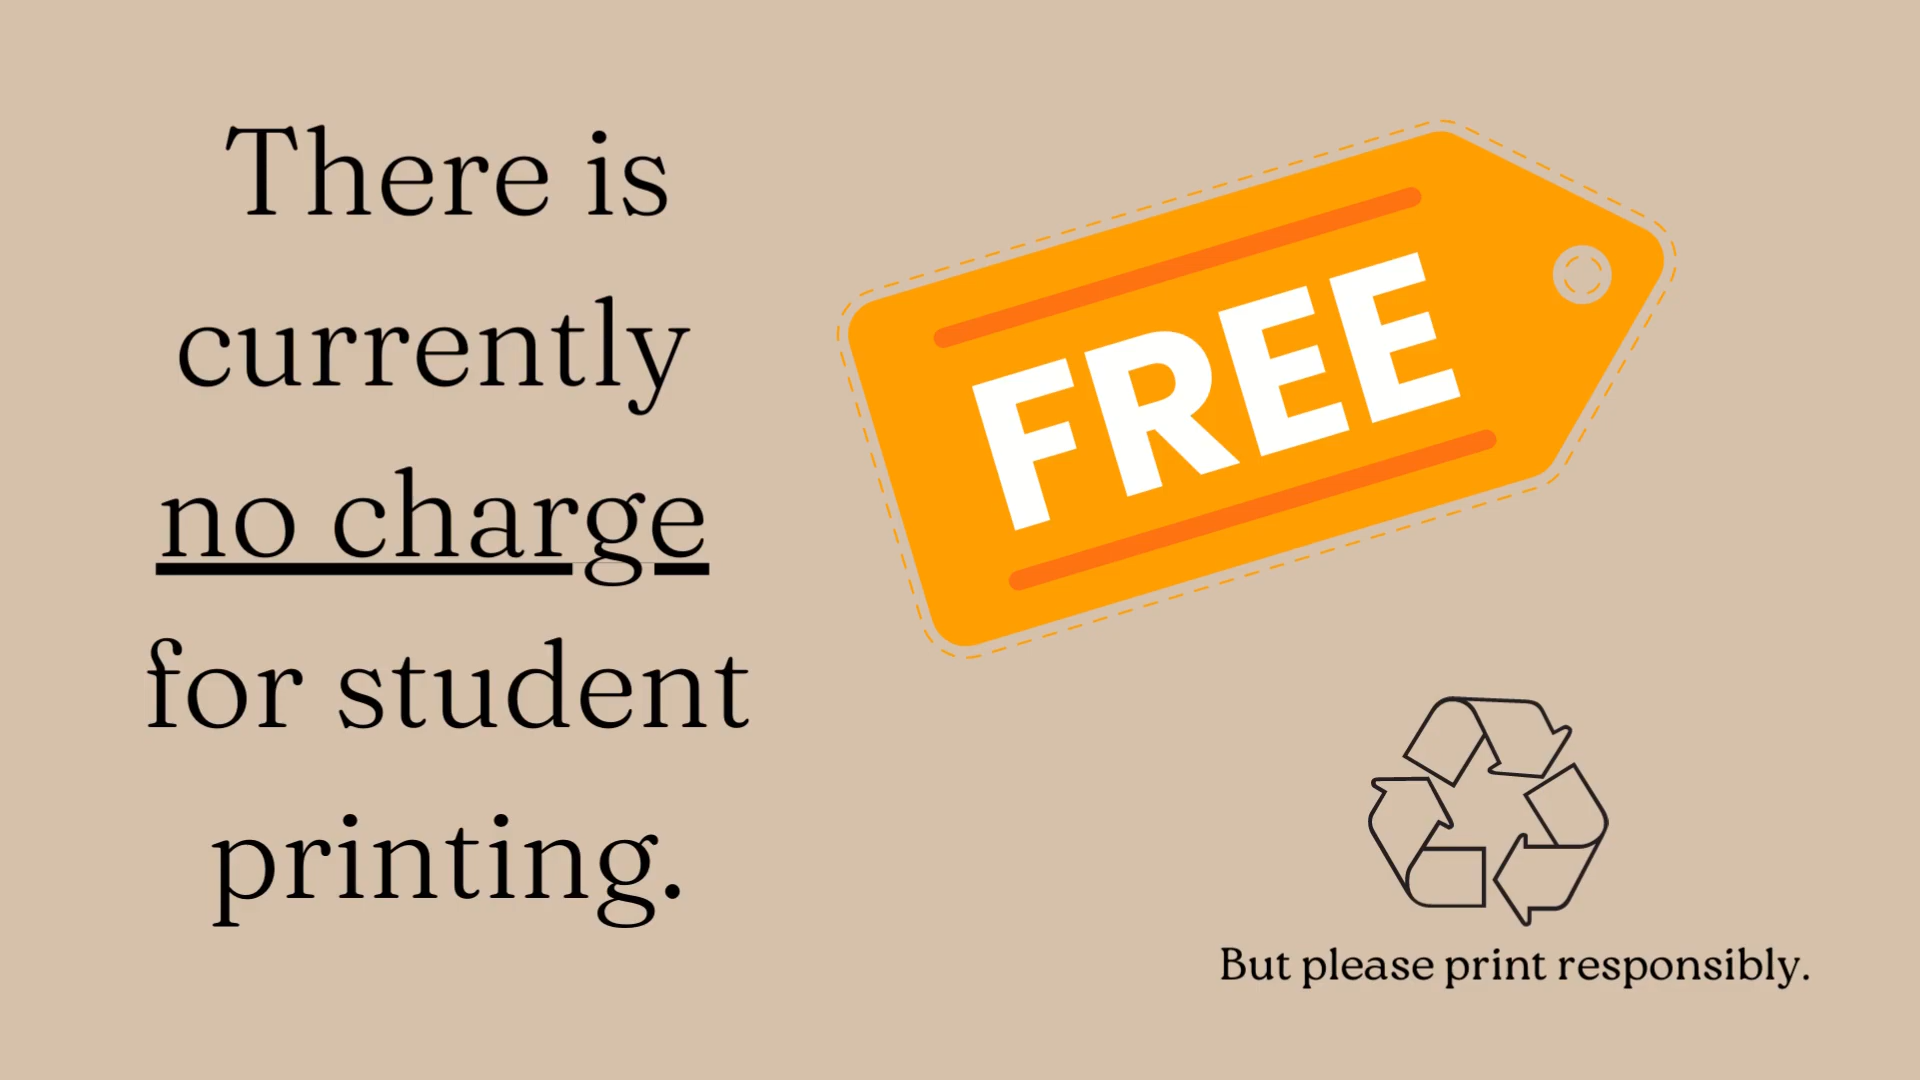 There is
currently
no charge
for student
printing.
FREE
But please print responsibly.